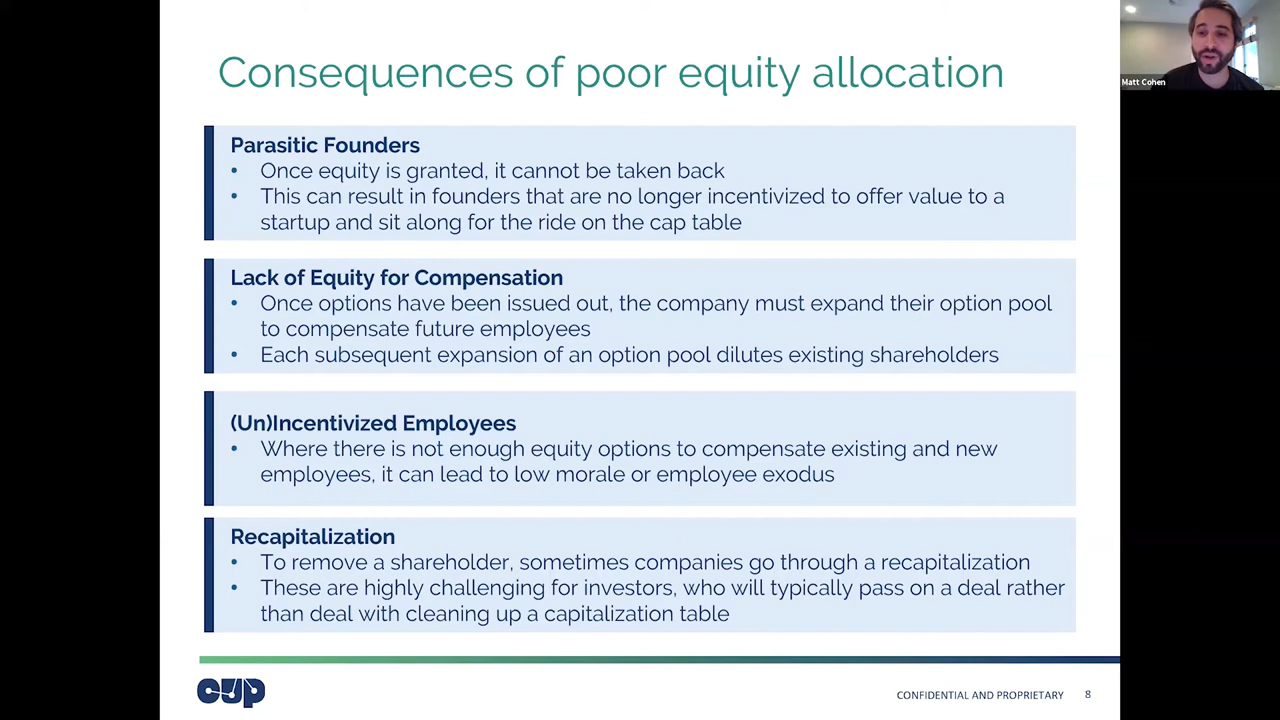 Consequences of poor equity allocation
Matt Cohen
Parasitic Founders
• Once equity is granted, it cannot be taken back
• This can result in founders that are no longer incentivized to offer value to a
startup and sit along for the ride on the cap table
Lack of Equity for Compensation
• Once options have been issued out, the company must expand their option pool
to compensate future employees
• Each subsequent expansion of an option pool dilutes existing shareholders
(Un)Incentivized Employees
• Where there is not enough equity options to compensate existing and new
employees, it can lead to low morale or employee exodus
Recapitalization
• To remove a shareholder, sometimes companies go through a recapitalization
• These are highly challenging for investors, who will typically pass on a deal rather
than deal with cleaning up a capitalization table
CONFIDENTIAL AND PROPRIETARY 8